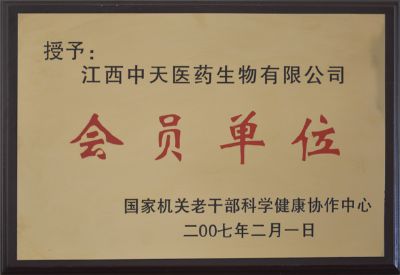 授予：
江西中天医药生物有限公司
会员单位
国家机关老干部科学健康协作中心
二00七年二月一日